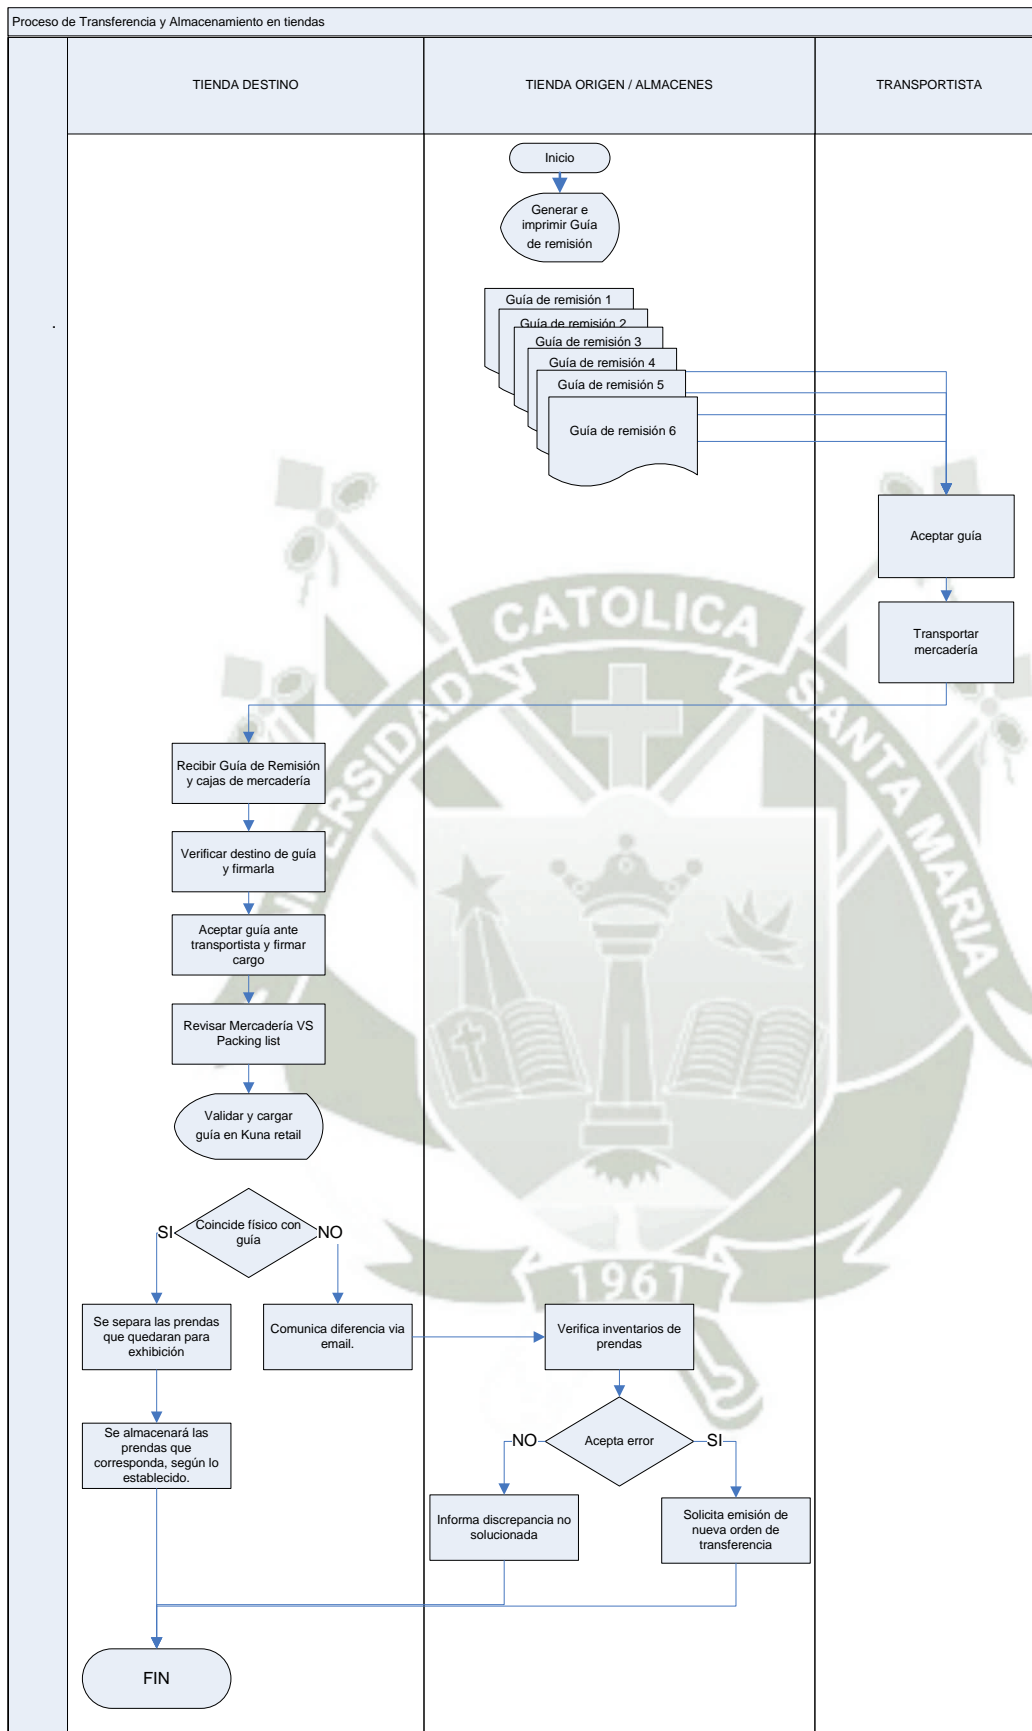 Proceso de Transferencia y Almacenamiento en tiendas
TIENDA DESTINO
TIENDA ORIGEN / ALMACENES
TRANSPORTISTA
Inicio
Generar e
imprimir Guía
de remisión
Guía de remisión 1
Guía de remisión 2
Guía de remisión 3
Guía de remisión 4
Guía de remisión 5
Guía de remisión 6
.
Aceptar guía
Transportar
mercadería
Recibir Guía de Remisión
y cajas de mercadería
Verificar destino de guía
y firmarla
Aceptar guía ante
transportista y firmar
cargo
Revisar Mercadería VS
Packing list
Validar y cargar
guía en Kuna retail
Coincide físico con
guía
SI
NO
Se separa las prendas
que quedaran para
exhibición
Comunica diferencia via
email.
Verifica inventarios de
prendas
Se almacenará las
prendas que
corresponda, según lo
establecido.
Acepta error
NO
SI
Informa discrepancia no
solucionada
Solicita emisión de
nueva orden de
transferencia
FIN
UNIVERSIDAD CATOLICA SANTA MARIA
1961